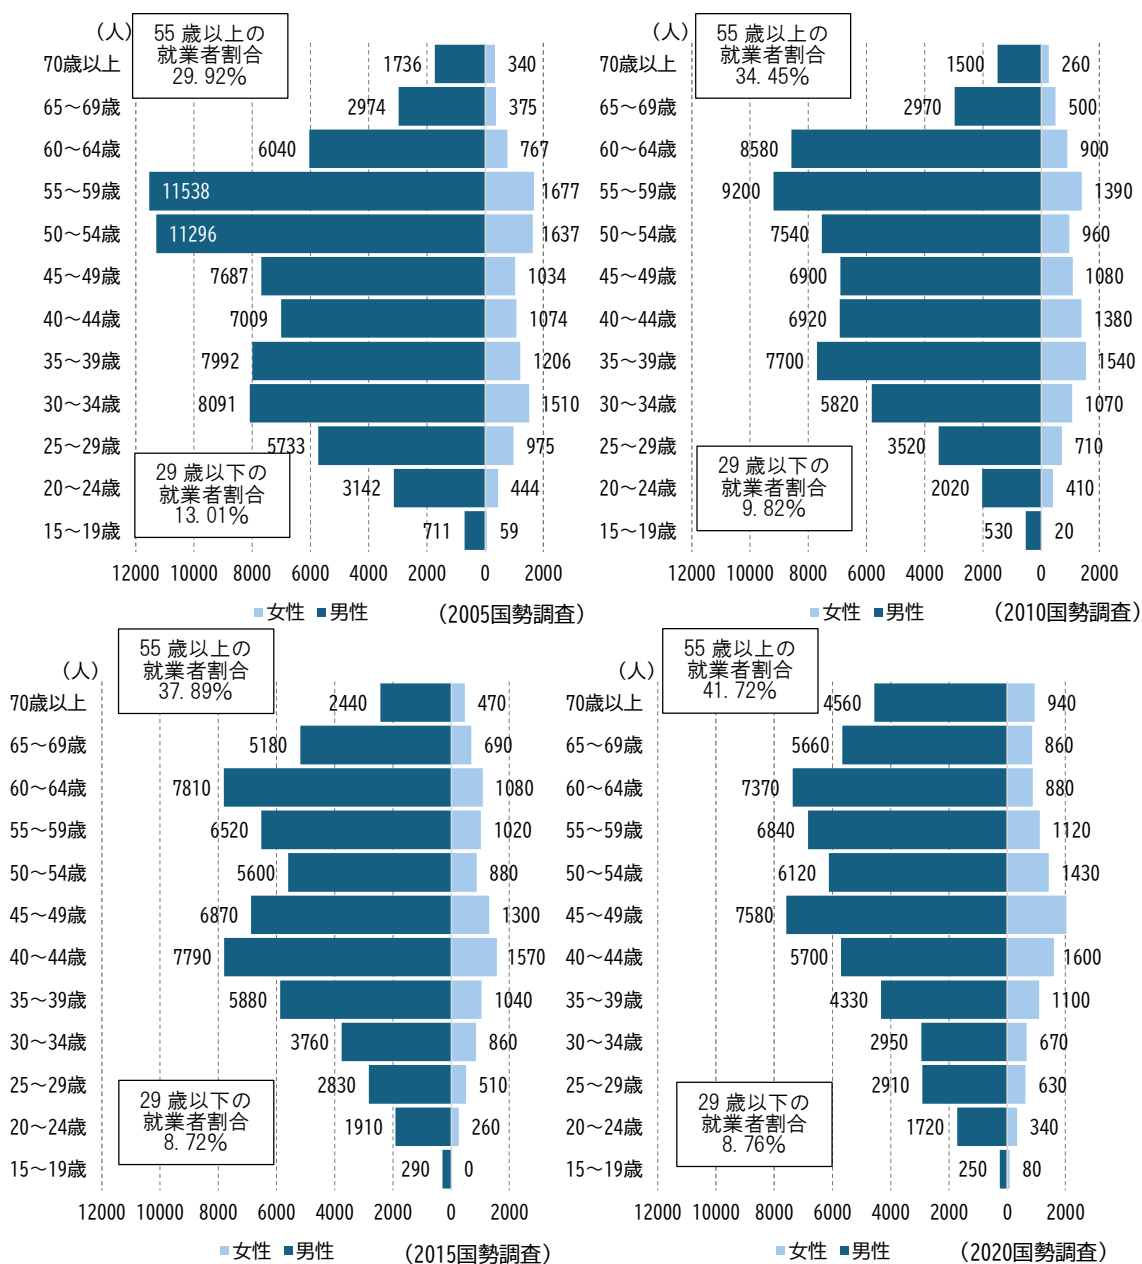 (人)
55 歳以上の
就業者割合
29.92%
70歳以上 1736 340
65～69歳 2974 375
60～64歳 6040 767
55～59歳 11538 1677
50～54歳 11296 1637
45～49歳 7687 1034
40～44歳 7009 1074
35～39歳 7992 1206
30～34歳 8091 1510
25～29歳 5733 975
29 歳以下の
就業者割合
13.01%
20～24歳 3142 444
15～19歳 711 59
12000 10000 8000 6000 4000 2000 0 2000
女性 男性
(2005国勢調査)
(人)
55 歳以上の
就業者割合
34.45%
70歳以上 1500 260
65～69歳 2970 500
60～64歳 8580 900
55～59歳 9200 1390
50～54歳 7540 960
45～49歳 6900 1080
40～44歳 6920 1380
35～39歳 7700 1540
30～34歳 5820 1070
25～29歳 3520 710
29 歳以下の
就業者割合
9.82%
20～24歳 2020 410
15～19歳 530 20
12000 10000 8000 6000 4000 2000 0 2000
女性 男性
(2010国勢調査)
(人)
55 歳以上の
就業者割合
37.89%
70歳以上 2440 470
65～69歳 5180 690
60～64歳 7810 1080
55～59歳 6520 1020
50～54歳 5600 880
45～49歳 6870 1300
40～44歳 7790 1570
35～39歳 5880 1040
30～34歳 3760 860
25～29歳 2830 510
29 歳以下の
就業者割合
8.72%
20～24歳 1910 260
15～19歳 290 0
12000 10000 8000 6000 4000 2000 0 2000
女性 男性
(2015国勢調査)
(人)
55 歳以上の
就業者割合
41.72%
70歳以上 4560 940
65～69歳 5660 860
60～64歳 7370 880
55～59歳 6840 1120
50～54歳 6120 1430
45～49歳 7580
40～44歳 5700 1600
35～39歳 4330 1100
30～34歳 2950 670
25～29歳 2910 630
29 歳以下の
就業者割合
8.76%
20～24歳 1720 340
15～19歳 250 80
12000 10000 8000 6000 4000 2000 0 2000
女性 男性
(2020国勢調査)